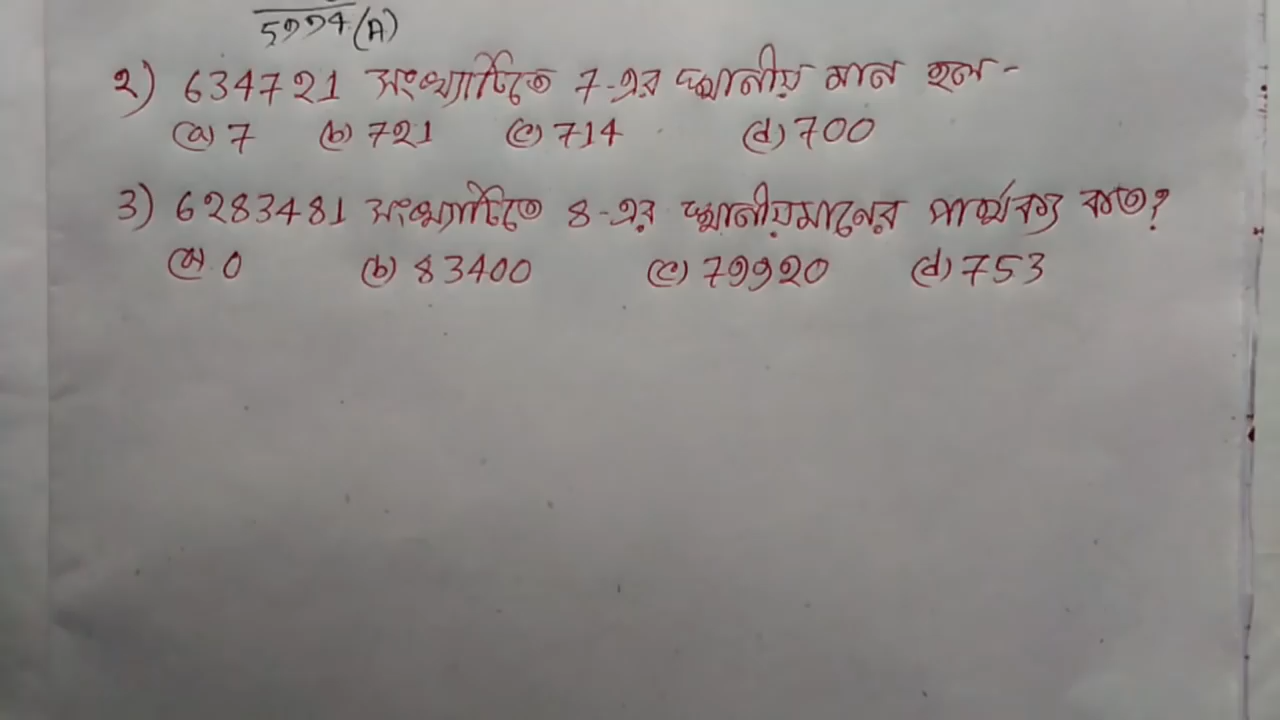 5994 (A)
২) 634721 সংখ্যাটিতে 7-এর স্থানীয় মান হল-
(a) 7 (b) 721 (c) 714 (d) 700
3) 6283481 সংখ্যাটিতে 8-এর স্থানীয়মানের পার্থক্য কত?
(a) 0 (b) 83400 (c) 79920 (d) 753